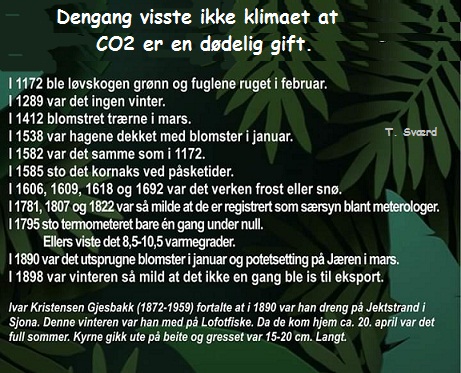 Dengang visste ikke klimaet at
CO2 er en dødelig gift.
T. Sværd
I 1172 ble løvskogen grønn og fuglene ruget i februar.
I 1289 var det ingen vinter.
I 1412 blomstret trærne i mars.
I 1538 var hagene dekket med blomster i januar.
I 1582 var det samme som i 1172.
I 1585 sto det kornaks ved påsketider.
I 1606, 1609, 1618 og 1692 var det verken frost eller snø.
I 1781, 1807 og 1822 var så milde at de er registrert som særsyn blant meterologer.
I 1795 sto termometeret bare én gang under null.
Ellers viste det 8,5-10,5 varmegrader.
I 1890 var det utsprugne blomster i januar og potetsetting på Jæren i mars.
I 1898 var vinteren så mild at det ikke en gang ble is til eksport.
Ivar Kristensen Gjesbakk (1872-1959) fortalte at i 1890 var han dreng på Jektstrand i
Sjona. Denne vinteren var han med på Lofotfiske. Da de kom hjem ca. 20. april var det
full sommer. Kyrne gikk ute på beite og gresset var 15-20 cm. Langt.